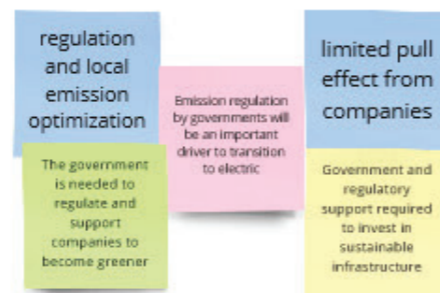 regulation
and local
emission
optimization
The government
is needed to
regulate and
support
companies to
become greener
Emission regulation
by governments will
be an important
driver to transition
to electric
limited pull
effect from
companies
Government and
regulatory
support required
to invest in
sustainable
infrastructure